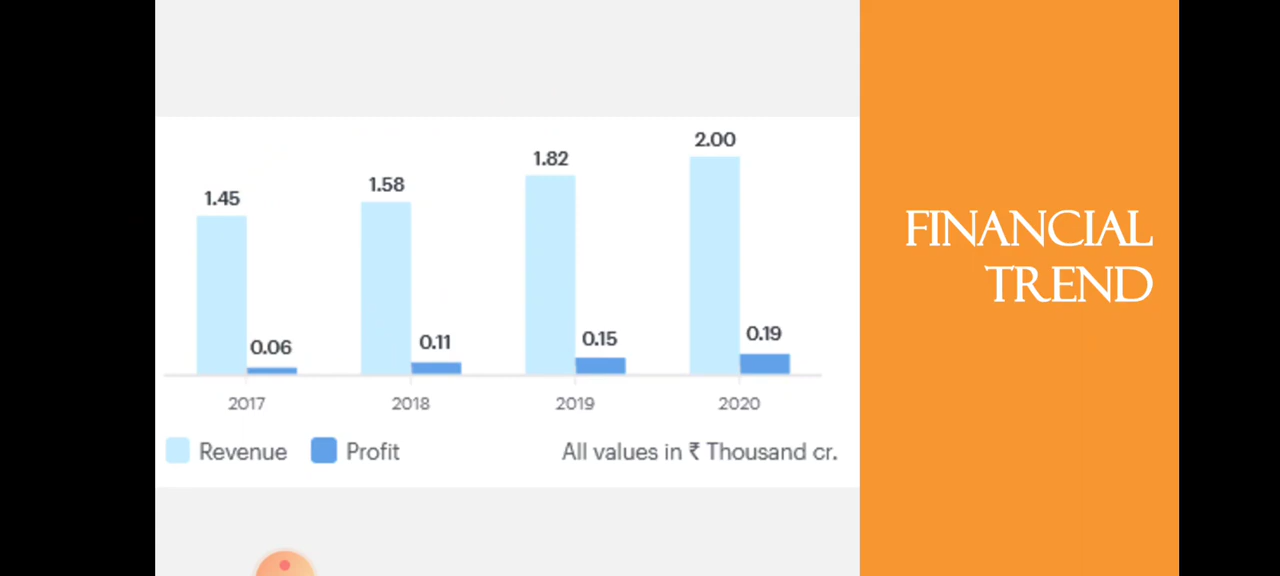 2.00
1.82
1.58
1.45
0.19
0.15
0.11
0.06
2017 2018 2019 2020
Revenue Profit All values in ₹ Thousand cr.
FINANCIAL
TREND